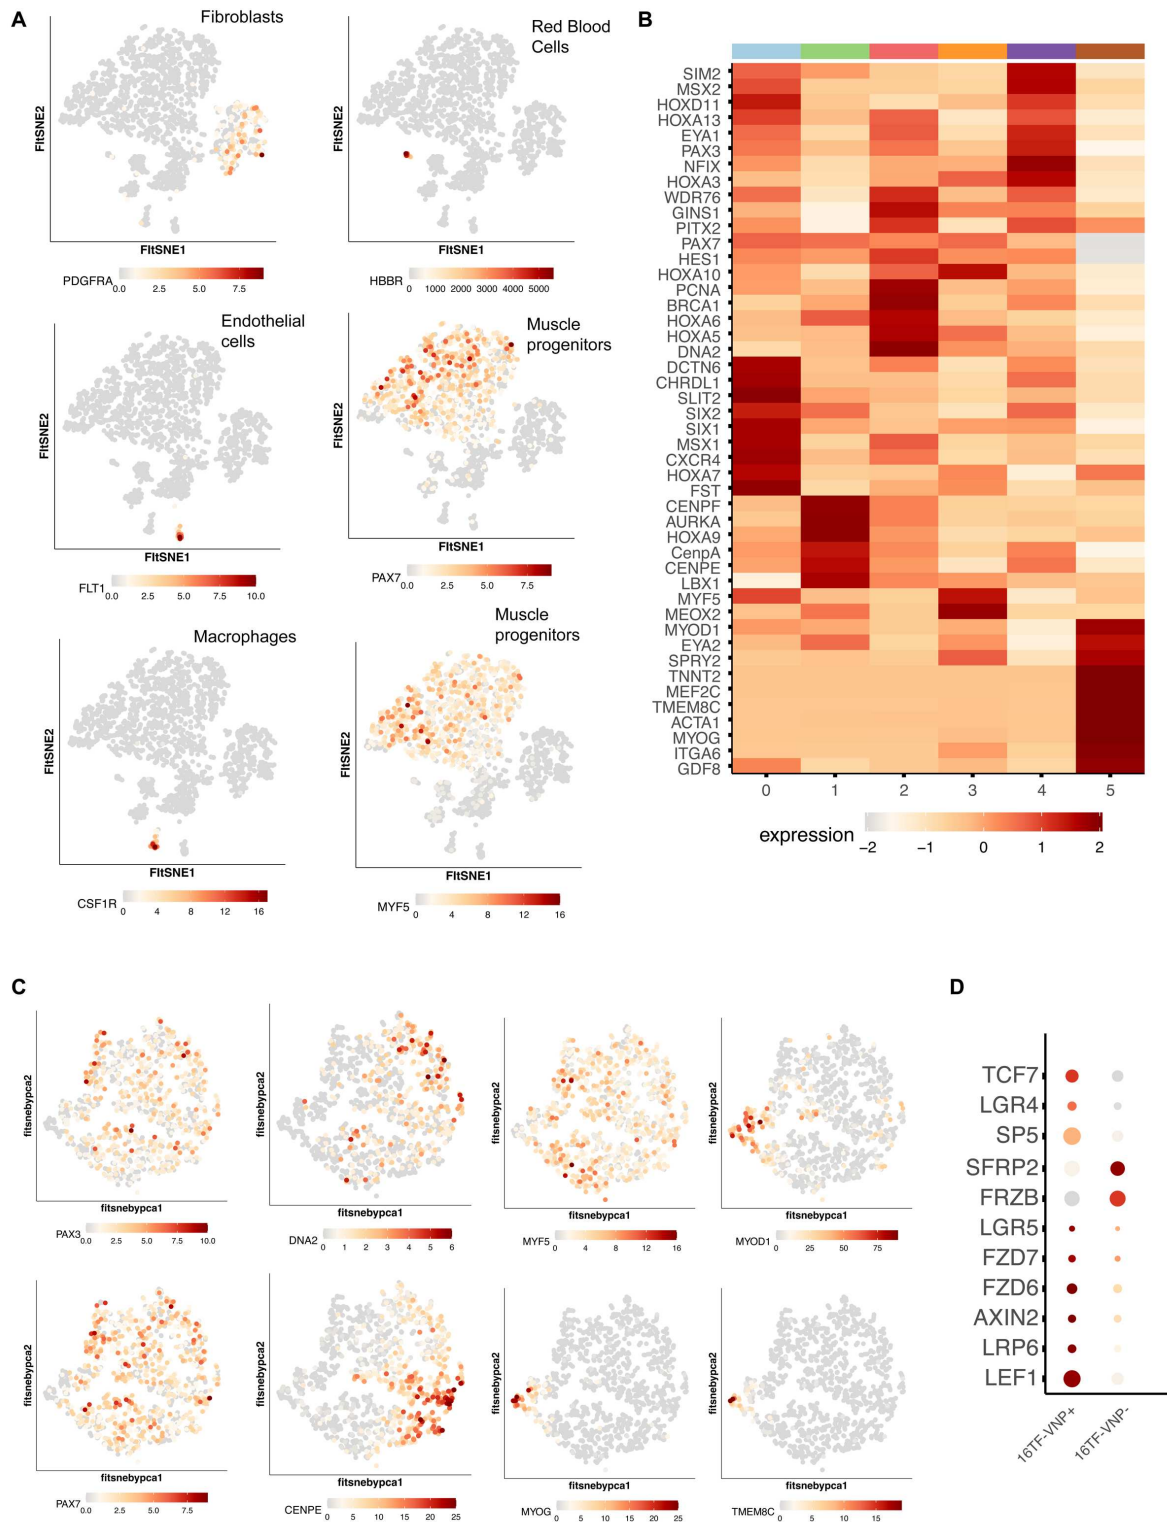 A
Fibroblasts
FItSNE2
FItSNE1
PDGFRA
0.0 2.5 5.0 7.5
Red Blood
Cells
FItSNE2
FItSNE1
HBBR
0 1000 2000 3000 4000 5000
Endothelial
cells
FItSNE2
FItSNE1
FLT1
0.0 2.5 5.0 7.5 10.0
Muscle
progenitors
FItSNE2
FItSNE1
PAX7
0.0 2.5 5.0 7.5
Macrophages
FItSNE2
FItSNE1
CSF1R
0 4 8 12 16
Muscle
progenitors
FItSNE2
FItSNE1
MYF5
0 4 8 12 16
B
SIM2
MSX2
HOXD11
HOXA13
EYA1
PAX3
NFIX
HOXA3
WDR76
GINS1
PITX2
PAX7
HES1
HOXA10
PCNA
BRCA1
HOXA6
HOXA5
DNA2
DCTN6
CHRDL1
SLIT2
SIX2
SIX1
MSX1
CXCR4
HOXA7
FST
CENPF
AURKA
HOXA9
CenpA
CENPE
LBX1
MYF5
MEOX2
MYOD1
EYA2
SPRY2
TNNT2
MEF2C
TMEM8C
ACTA1
MYOG
ITGA6
GDF8
0 1 2 3 4 5
expression
−2 −1 0 1 2
C
fitsnebypca2
fitsnebypca1
PAX3
0.0 2.5 5.0 7.5 10.0
fitsnebypca2
fitsnebypca1
DNA2
0 1 2 3 4 5 6
fitsnebypca2
fitsnebypca1
MYF5
0 4 8 12 16
fitsnebypca2
fitsnebypca1
MYOD1
0 25 50 75
fitsnebypca2
fitsnebypca1
PAX7
0.0 2.5 5.0 7.5
fitsnebypca2
fitsnebypca1
CENPE
0 5 10 15 20 25
fitsnebypca2
fitsnebypca1
MYOG
0 5 10 15 20 25
fitsnebypca2
fitsnebypca1
TMEM8C
0 5 10 15
D
TCF7
LGR4
SP5
SFRP2
FRZB
LGR5
FZD7
FZD6
AXIN2
LRP6
LEF1
16TF-VNP+
16TF-VNP-